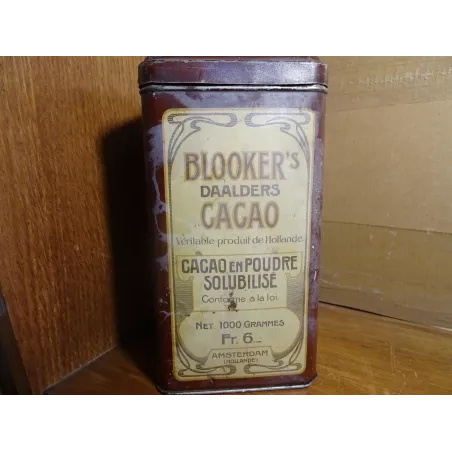 BLOOKER's
DAALDERS
CACAO
Véritable produit de Hollande
CACAO EN POUDRE
SOLUBILISÉ
Conforme a la loi
NET. 1000 GRAMMES
Fr. 6._
AMSTERDAM
(HOLLANDE)